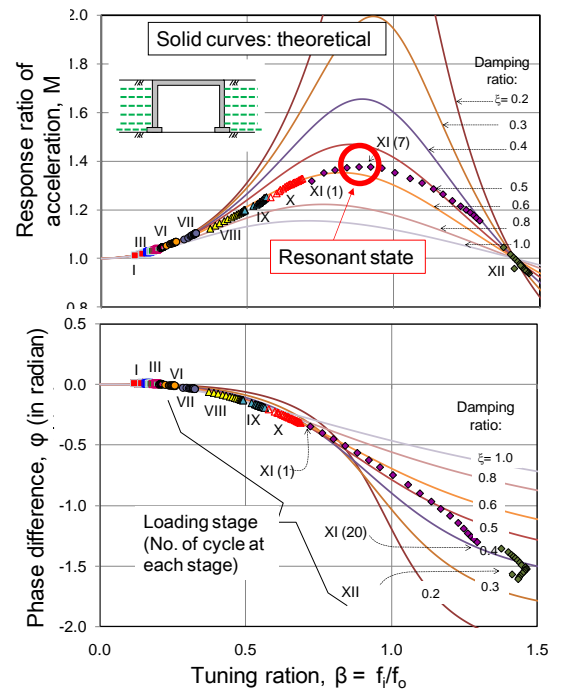 2.0
1.8
1.6
1.4
1.2
1.0
0.8
Response ratio of
acceleration, M
Solid curves: theoretical
Damping
ratio:
ξ= 0.2
0.3
0.4
0.5
0.6
0.8
1.0
XI (7)
XI (1)
Resonant state
I
III
VI
VII
VIII
IX
X
XII
0.5
0.0
-0.5
-1.0
-1.5
-2.0
Phase difference, φ (in radian)
I
III
VI
VII
VIII
IX
X
XI (1)
Damping
ratio:
ξ= 1.0
0.8
0.6
0.5
0.4
0.3
0.2
XI (20)
XII
Loading stage
(No. of cycle at
each stage)
0.0
0.5
1.0
1.5
Tuning ration, β = fi/fo